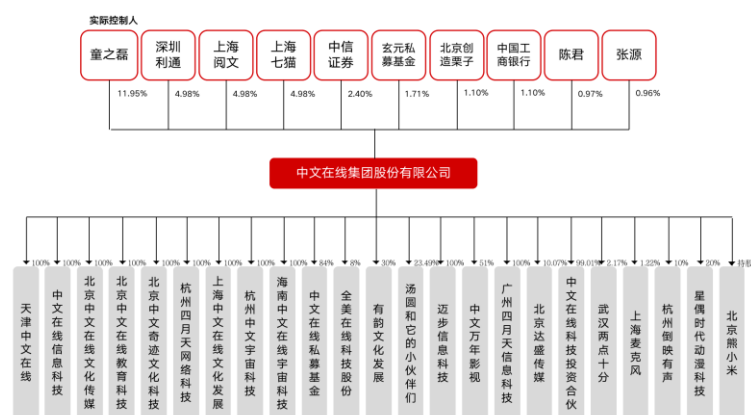 实际控制人
童之磊
深圳
利通
上海
阅文
上海
七猫
中信
证券
玄元私
募基金
北京创
造栗子
中国工
商银行
陈君
张源
11.95%
4.98%
4.98%
4.98%
2.40%
1.71%
1.10%
1.10%
0.97%
0.96%
中文在线集团股份有限公司
100%
100%
100%
100%
100%
100%
100%
100%
100%
84%
8%
30%
23.49%
100%
51%
100%
10.07%
99.01%
2.17%
1.22%
10%
20%
持股
天津中文在线
中文在线信息科技
北京中文在线文化传媒
北京中文在线教育科技
北京中文奇迹文化科技
杭州四月天网络科技
上海中文在线文化发展
杭州中文宇宙科技
海南中文在线宇宙科技
中文在线私募基金
全美在线科技股份
有韵文化发展
汤圆和它的小伙伴们
迈步信息科技
中文万年影视
广州四月天信息科技
北京达盛传媒
中文在线科技投资合伙
武汉两点十分
上海麦克风
杭州倒映有声
星偶时代动漫科技
北京熊小米